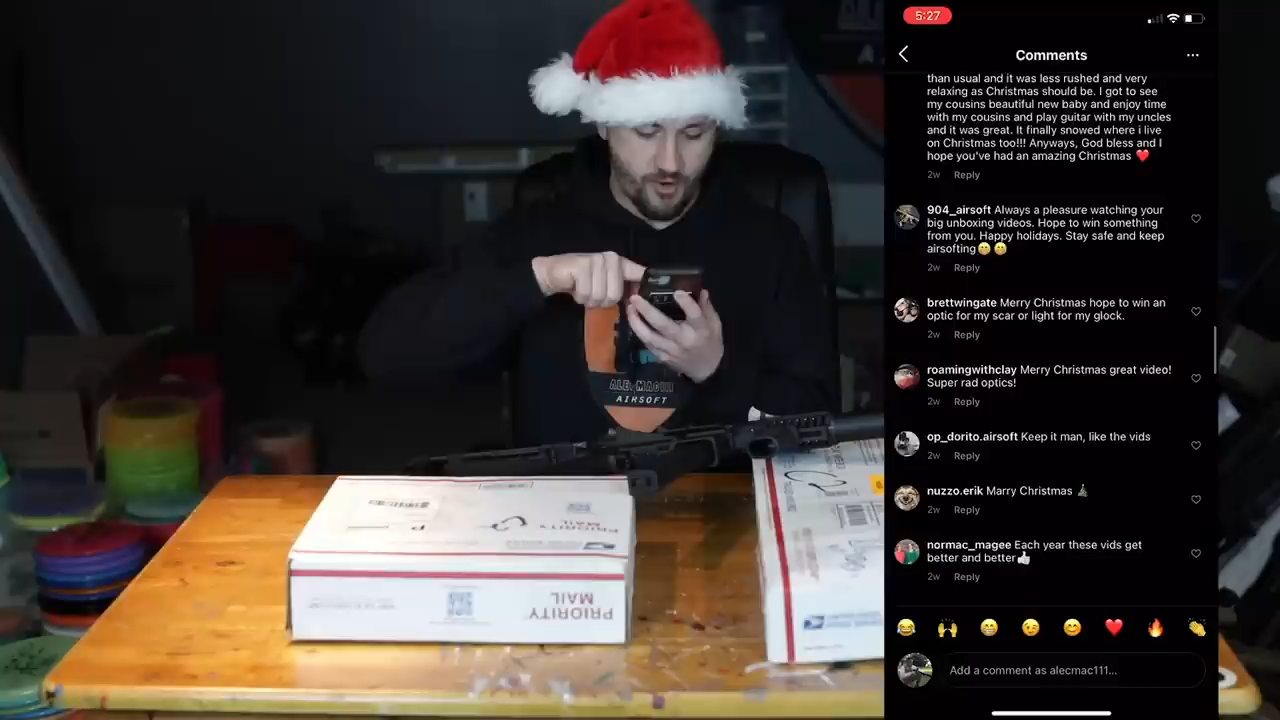 5:27
Comments
than usual and it was less rushed and very
relaxing as Christmas should be. I got to see
my cousins beautiful new baby and enjoy time
with my cousins and play guitar with my uncles
and it was great. It finally snowed where i live
on Christmas too!!! Anyways, God bless and I
hope you've had an amazing Christmas ❤️
2w Reply
904_airsoft Always a pleasure watching your
big unboxing videos. Hope to win something
from you. Happy holidays. Stay safe and keep
airsofting😁😁
2w Reply
brettwingate Merry Christmas hope to win an
optic for my scar or light for my glock.
2w Reply
roamingwithclay Merry Christmas great video!
Super rad optics!
2w Reply
op_dorito.airsoft Keep it man, like the vids
2w Reply
nuzzo.erik Marry Christmas 🎄
2w Reply
normac_magee Each year these vids get
better and better👍🏻
2w Reply
😂 🙌 😁 😉 😊 ❤️ 🔥 👏
Add a comment as alecmac111...
AIRSOFT
PRIORITY
MAIL
PRIORITY
MAIL